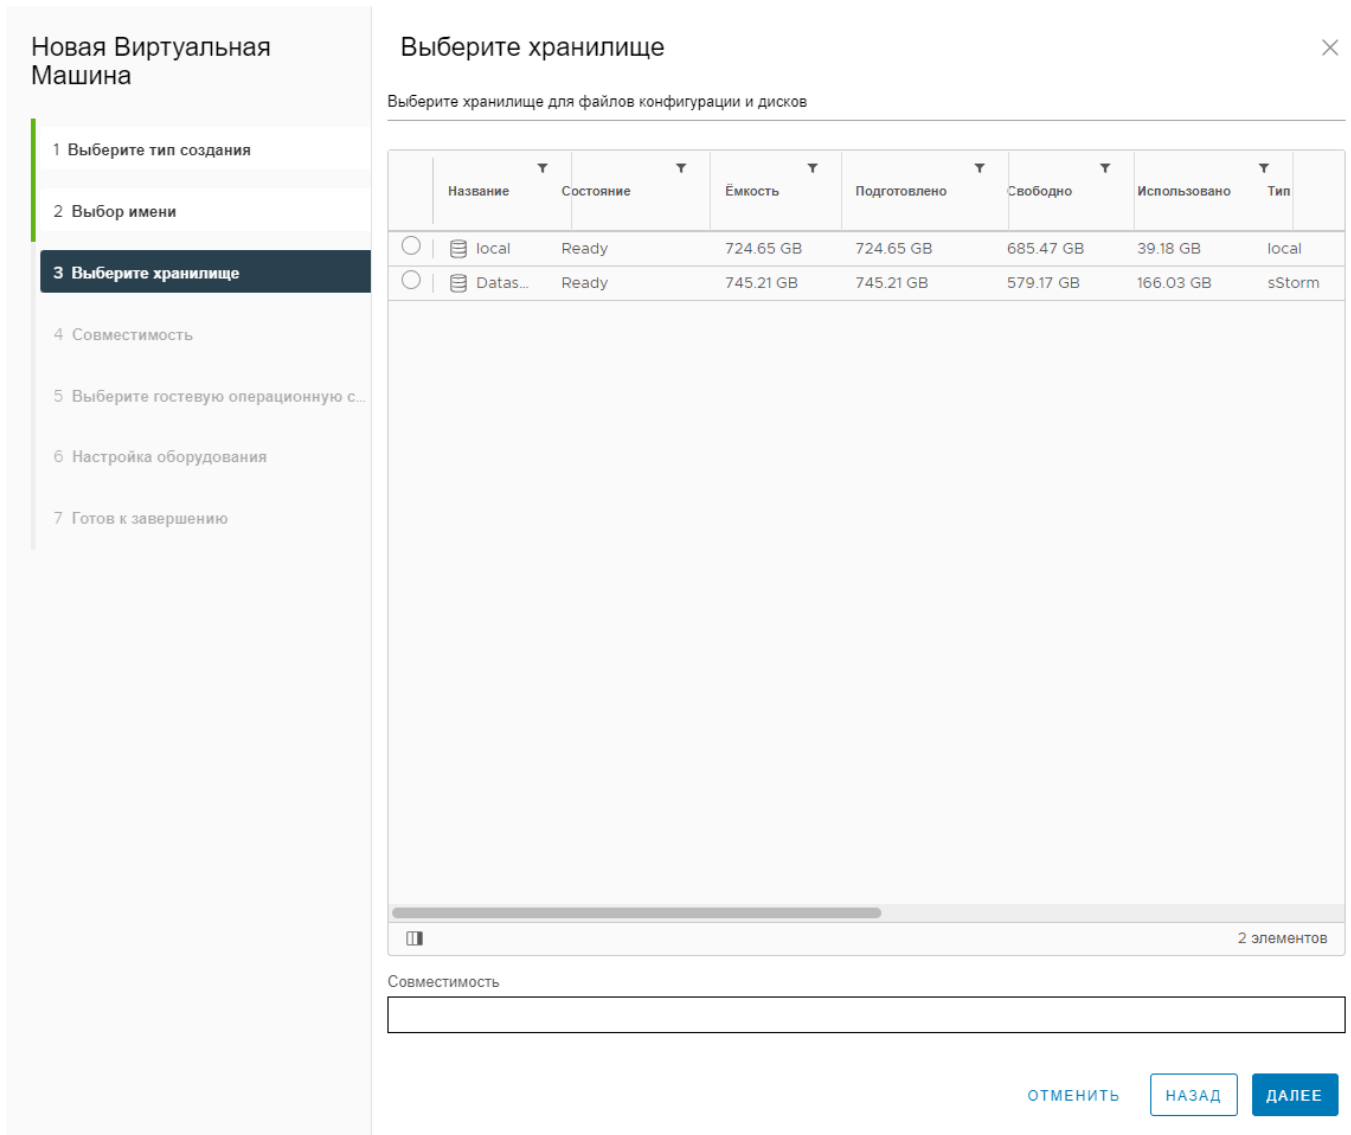 Новая Виртуальная
Машина
1 Выберите тип создания
2 Выбор имени
3 Выберите хранилище
4 Совместимость
5 Выберите гостевую операционную с...
6 Настройка оборудования
7 Готов к завершению
Выберите хранилище
Выберите хранилище для файлов конфигурации и дисков
Название Состояние Ёмкость Подготовлено Свободно Использовано Тип
local Ready 724.65 GB 724.65 GB 685.47 GB 39.18 GB local
Datas... Ready 745.21 GB 745.21 GB 579.17 GB 166.03 GB sStorm
2 элементов
Совместимость
ОТМЕНИТЬ НАЗАД ДАЛЕЕ